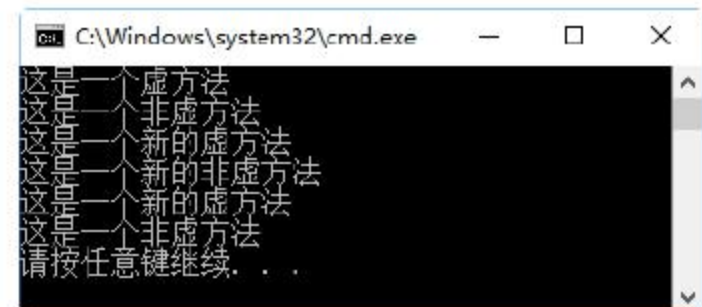 C:\Windows\system32\cmd.exe
这是一个虚方法
这是一个非虚方法
这是一个新的虚方法
这是一个新的非虚方法
这是一个新的虚方法
这是一个非虚方法
请按任意键继续. . .